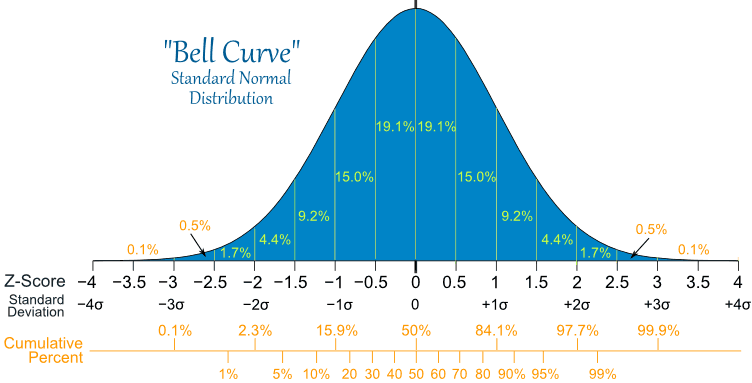 "Bell Curve"
Standard Normal
Distribution
19.1% 19.1%
15.0% 15.0%
9.2% 9.2%
0.5% 0.5%
4.4% 4.4%
0.1% 1.7% 1.7% 0.1%
Z-Score −4 −3.5 −3 −2.5 −2 −1.5 −1 −0.5 0 0.5 1 1.5 2 2.5 3 3.5 4
Standard
Deviation −4σ −3σ −2σ −1σ 0 +1σ +2σ +3σ +4σ
0.1% 2.3% 15.9% 50% 84.1% 97.7% 99.9%
Cumulative
Percent
1% 5% 10% 20 30 40 50 60 70 80 90% 95% 99%